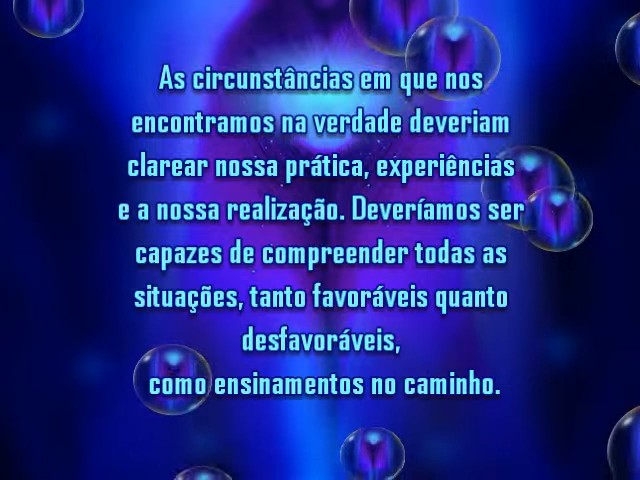 As circunstâncias em que nos
encontramos na verdade deveriam
clarear nossa prática, experiências
e a nossa realização. Deveríamos ser
capazes de compreender todas as
situações, tanto favoráveis quanto
desfavoráveis,
como ensinamentos no caminho.